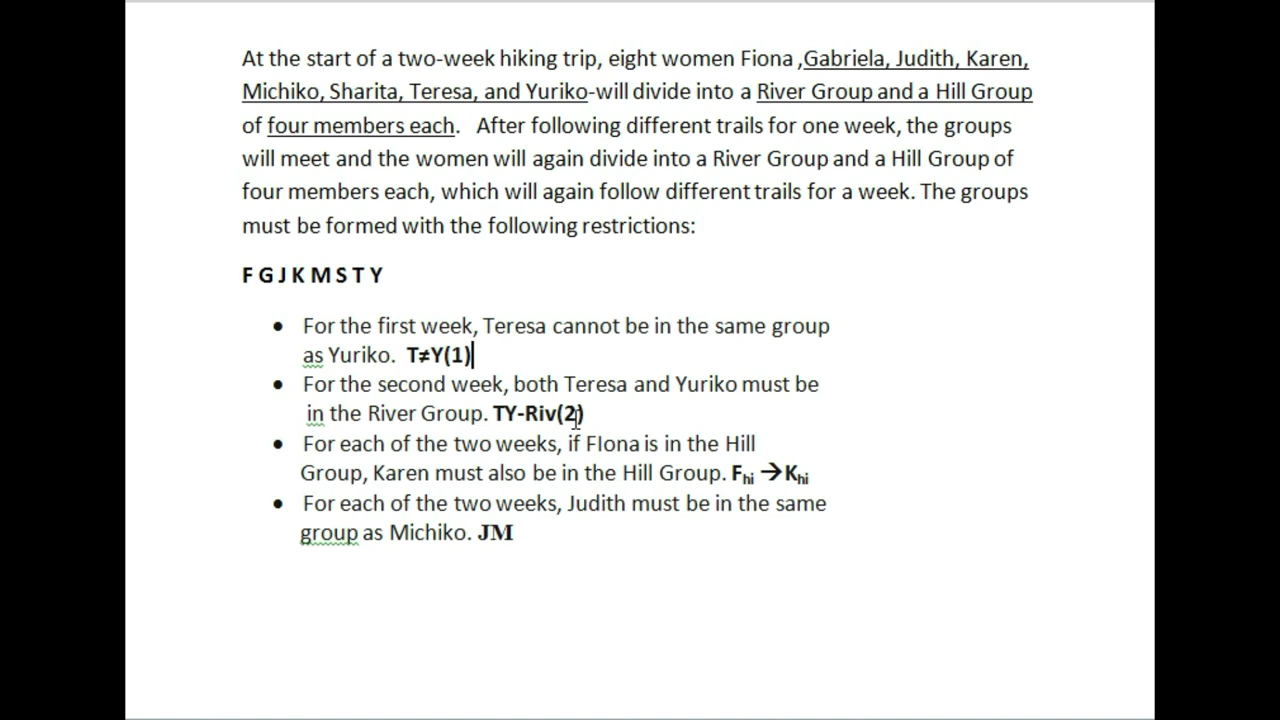 At the start of a two-week hiking trip, eight women Fiona ,Gabriela, Judith, Karen,
Michiko, Sharita, Teresa, and Yuriko-will divide into a River Group and a Hill Group
of four members each. After following different trails for one week, the groups
will meet and the women will again divide into a River Group and a Hill Group of
four members each, which will again follow different trails for a week. The groups
must be formed with the following restrictions:
F G J K M S T Y
• For the first week, Teresa cannot be in the same group
as Yuriko. T≠Y(1)
• For the second week, both Teresa and Yuriko must be
in the River Group. TY-Riv(2)
• For each of the two weeks, if FIona is in the Hill
Group, Karen must also be in the Hill Group. Fhi →Khi
• For each of the two weeks, Judith must be in the same
group as Michiko. JM